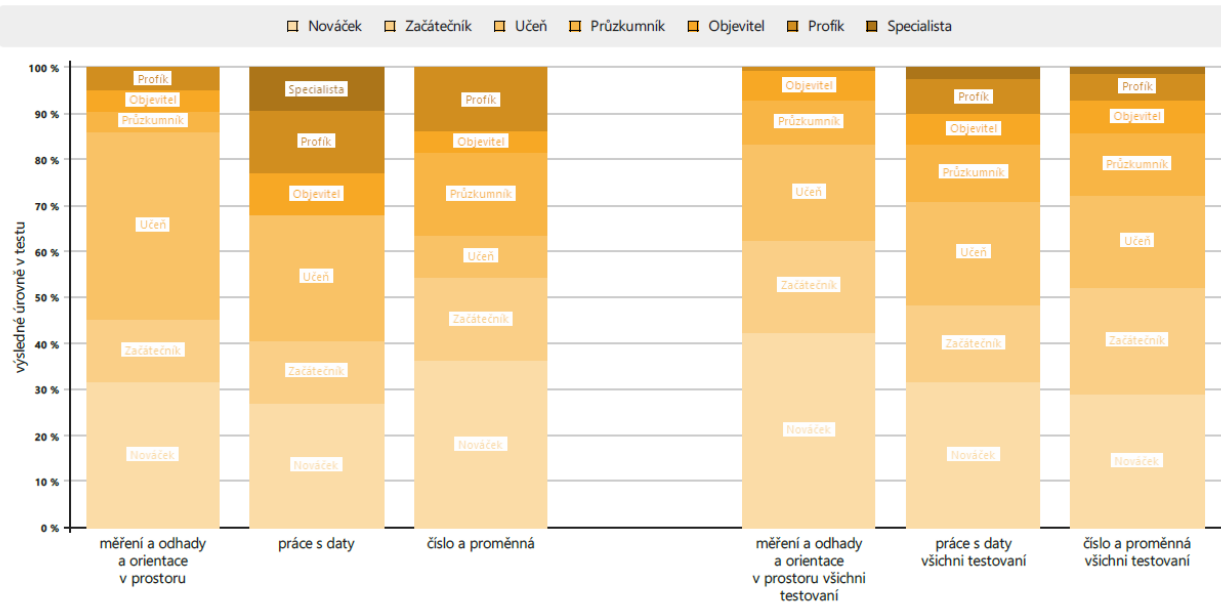 Nováček Začátečník Učeň Průzkumník Objevitel Profík Specialista
výsledné úrovně v testu
100 %
90 %
80 %
70 %
60 %
50 %
40 %
30 %
20 %
10 %
0 %
Profík
Objevitel
Průzkumník
Učeň
Začátečník
Nováček
Specialista
Profík
Objevitel
Učeň
Začátečník
Nováček
Profík
Objevitel
Průzkumník
Učeň
Začátečník
Nováček
Objevitel
Průzkumník
Učeň
Začátečník
Nováček
Profík
Objevitel
Průzkumník
Učeň
Začátečník
Nováček
Profík
Objevitel
Průzkumník
Učeň
Začátečník
Nováček
měření a odhady
a orientace
v prostoru
práce s daty
číslo a proměnná
měření a odhady
a orientace
v prostoru všichni
testovaní
práce s daty
všichni testovaní
číslo a proměnná
všichni testovaní